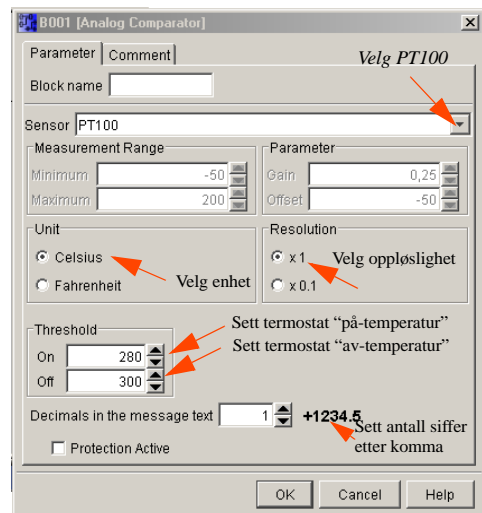 B001 [Analog Comparator]
Parameter Comment
Velg PT100
Block name
Sensor PT100
Measurement Range
Parameter
Minimum -50
Gain 0,25
Maximum 200
Offset -50
Unit
Resolution
Celsius
x 1
Velg oppløslighet
Fahrenheit
Velg enhet
x 0.1
Threshold
Sett termostat “på-temperatur”
On 280
Sett termostat “av-temperatur”
Off 300
Decimals in the message text 1 +1234.5
Sett antall siffer
etter komma
Protection Active
OK Cancel Help